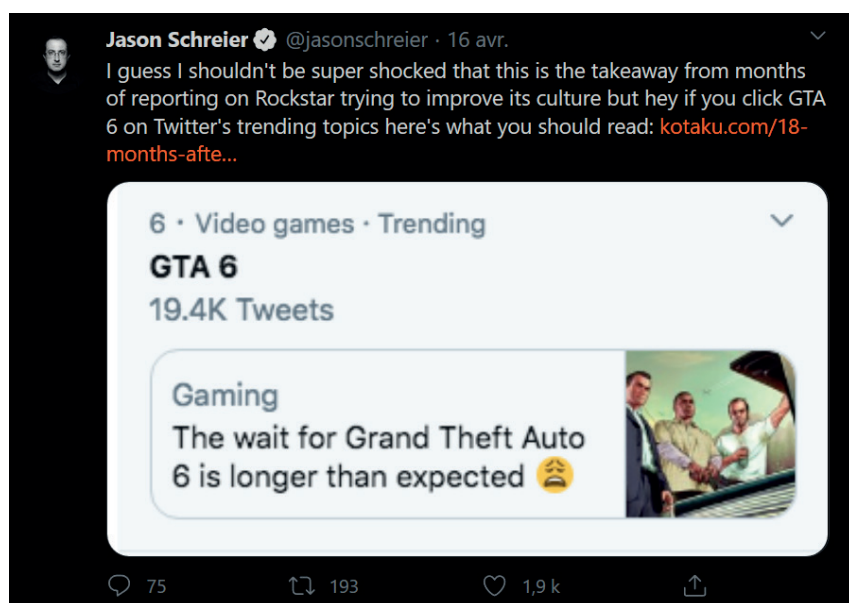 Jason Schreier @jasonschreier · 16 avr.
I guess I shouldn't be super shocked that this is the takeaway from months
of reporting on Rockstar trying to improve its culture but hey if you click GTA
6 on Twitter's trending topics here's what you should read: kotaku.com/18-
months-afte...
6 · Video games · Trending
GTA 6
19.4K Tweets
Gaming
The wait for Grand Theft Auto
6 is longer than expected 😩
75 193 1,9 k